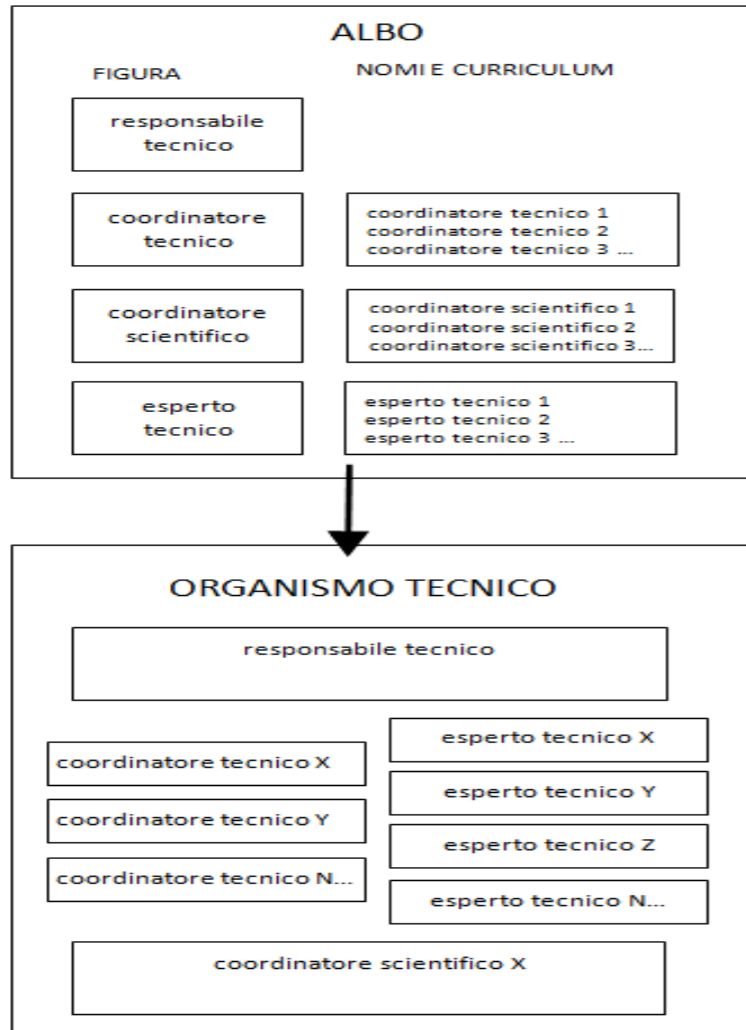 ALBO
FIGURA
NOMI E CURRICULUM
responsabile
tecnico
coordinatore
tecnico
coordinatore tecnico 1
coordinatore tecnico 2
coordinatore tecnico 3 ...
coordinatore
scientifico
coordinatore scientifico 1
coordinatore scientifico 2
coordinatore scientifico 3...
esperto
tecnico
esperto tecnico 1
esperto tecnico 2
esperto tecnico 3 ...
ORGANISMO TECNICO
responsabile tecnico
coordinatore tecnico X
coordinatore tecnico Y
coordinatore tecnico N...
esperto tecnico X
esperto tecnico Y
esperto tecnico Z
esperto tecnico N...
coordinatore scientifico X